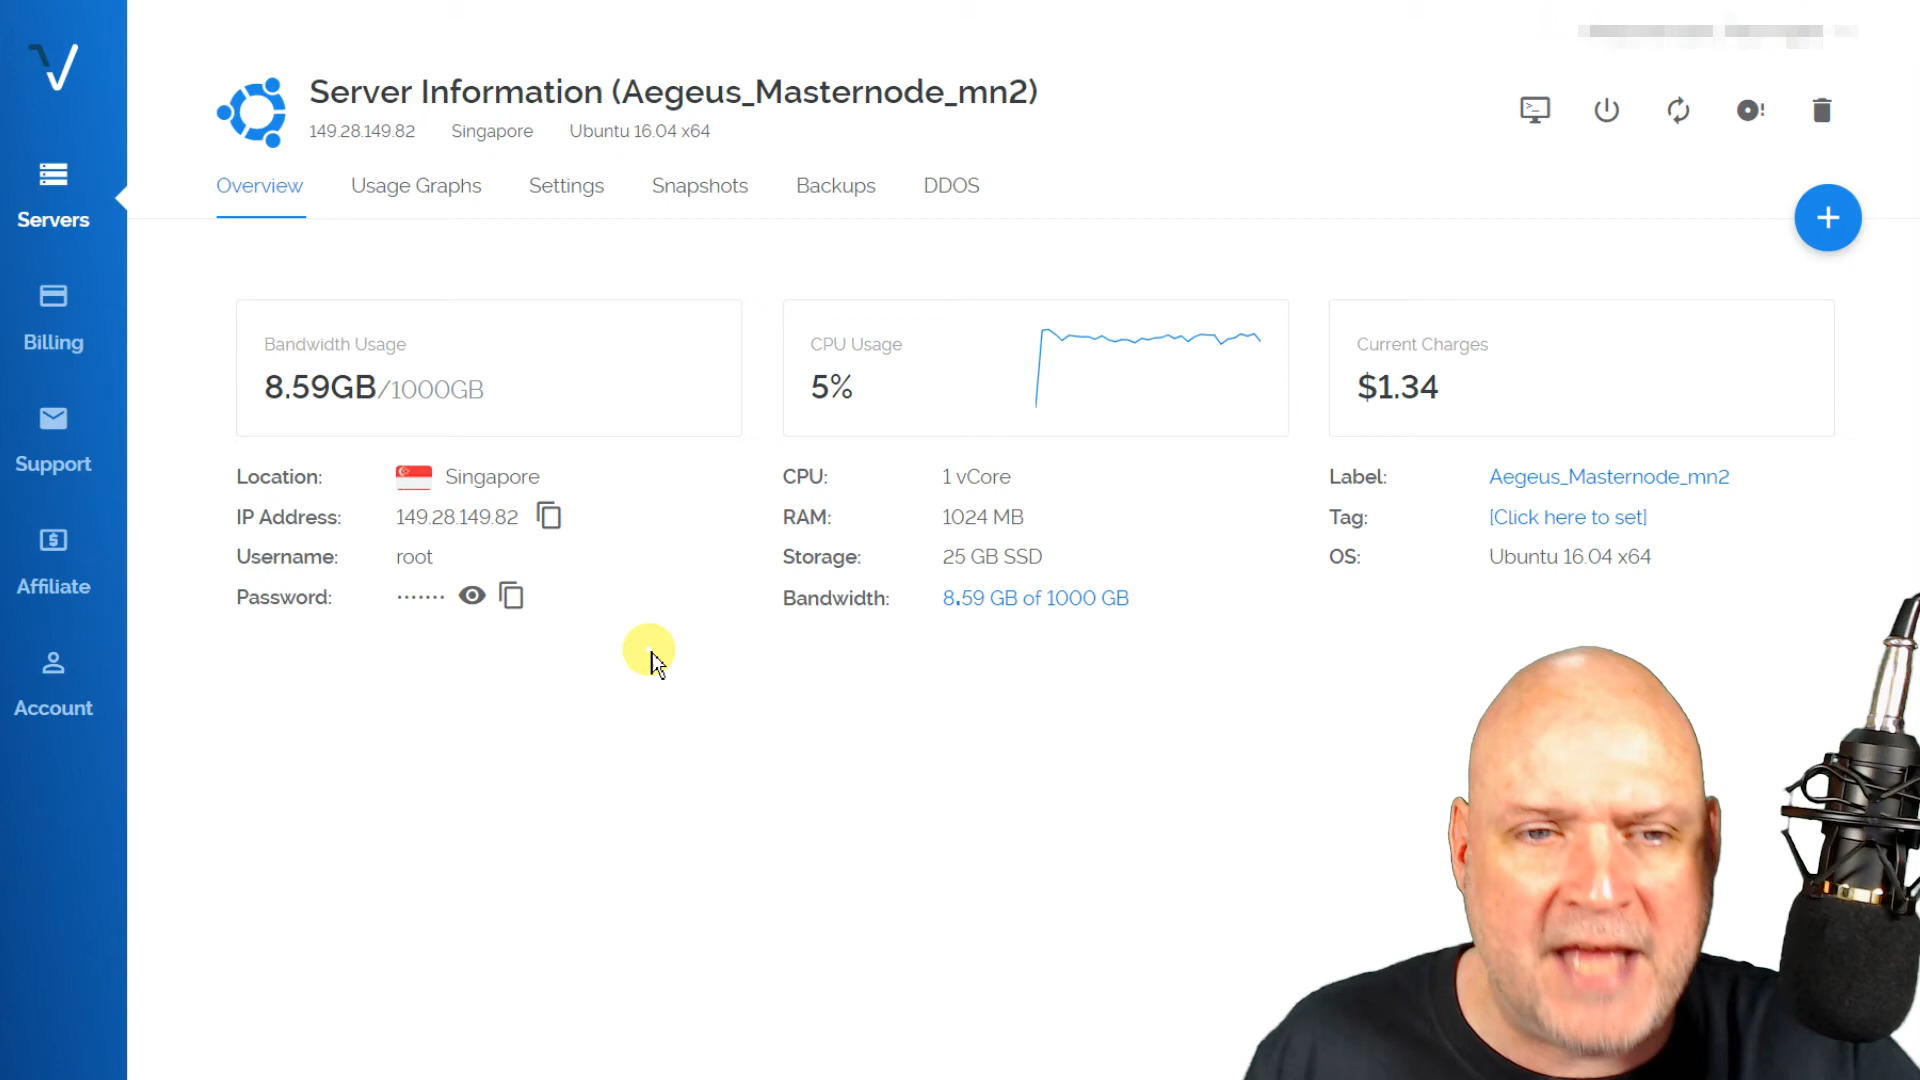 Server Information (Aegeus_Masternode_mn2)
149.28.149.82 Singapore Ubuntu 16.04 x64
Overview Usage Graphs Settings Snapshots Backups DDOS
Servers
Billing
Support
Affiliate
Account
Bandwidth Usage
8.59GB/1000GB
CPU Usage
5%
Current Charges
$1.34
Location: Singapore
IP Address: 149.28.149.82
Username: root
Password: .......
CPU: 1 vCore
RAM: 1024 MB
Storage: 25 GB SSD
Bandwidth: 8.59 GB of 1000 GB
Label: Aegeus_Masternode_mn2
Tag: [Click here to set]
OS: Ubuntu 16.04 x64